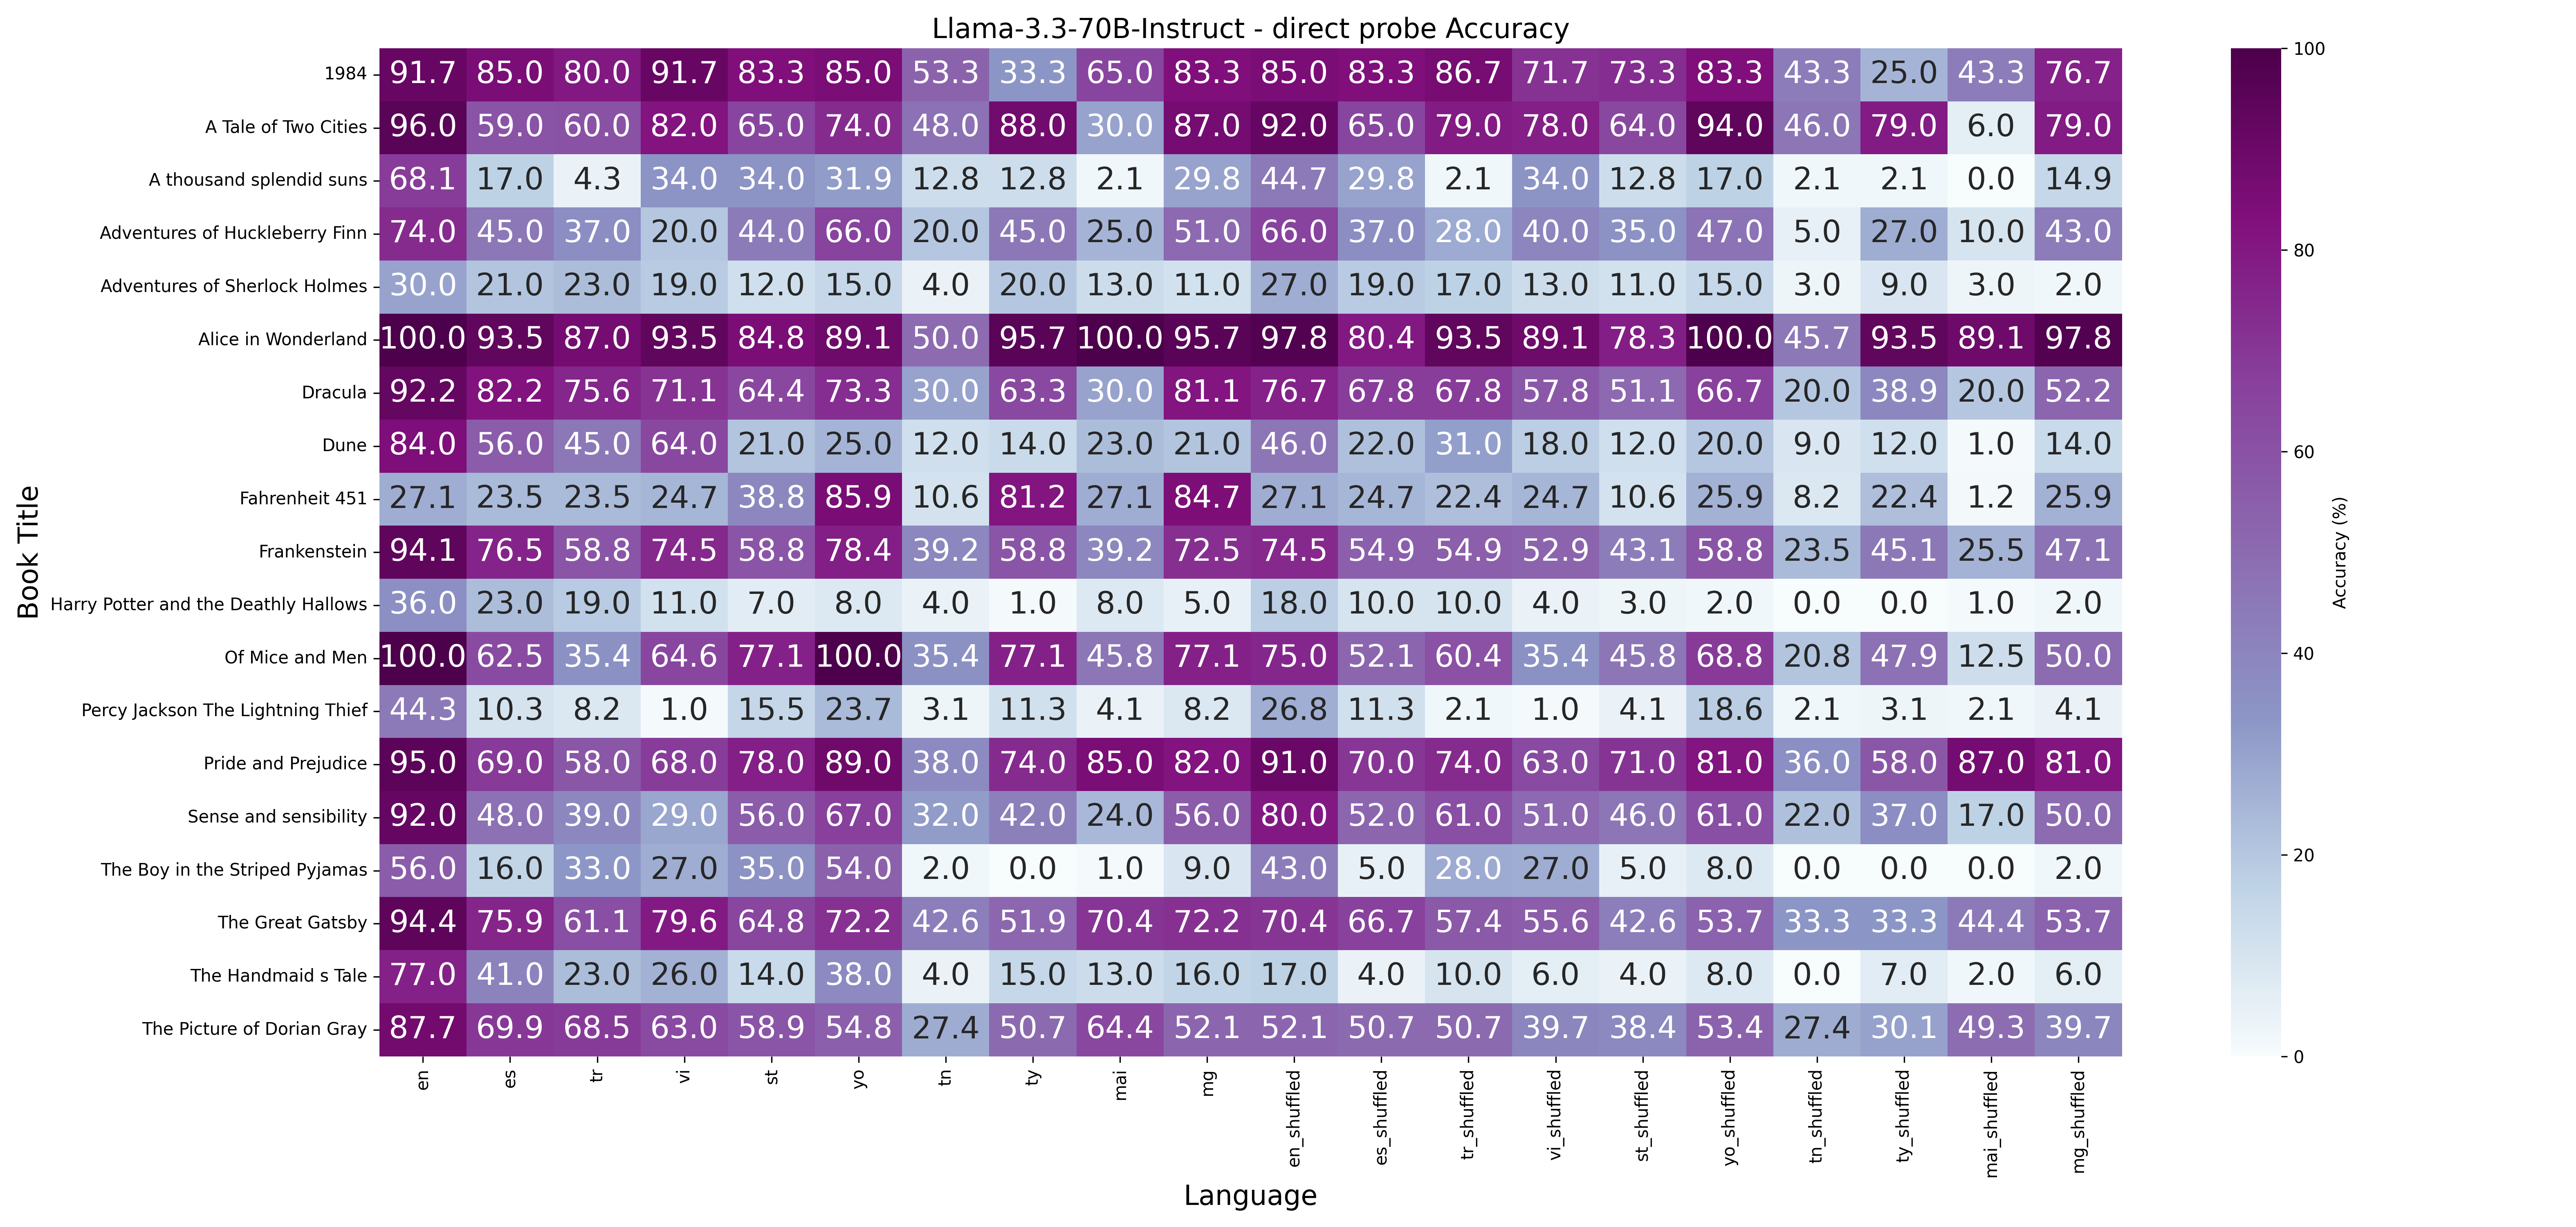 Llama-3.3-70B-Instruct - direct probe Accuracy
Book Title
1984 91.7 85.0 80.0 91.7 83.3 85.0 53.3 33.3 65.0 83.3 85.0 83.3 86.7 71.7 73.3 83.3 43.3 25.0 43.3 76.7
A Tale of Two Cities 96.0 59.0 60.0 82.0 65.0 74.0 48.0 88.0 30.0 87.0 92.0 65.0 79.0 78.0 64.0 94.0 46.0 79.0 6.0 79.0
A thousand splendid suns 68.1 17.0 4.3 34.0 34.0 31.9 12.8 12.8 2.1 29.8 44.7 29.8 2.1 34.0 12.8 17.0 2.1 2.1 0.0 14.9
Adventures of Huckleberry Finn 74.0 45.0 37.0 20.0 44.0 66.0 20.0 45.0 25.0 51.0 66.0 37.0 28.0 40.0 35.0 47.0 5.0 27.0 10.0 43.0
Adventures of Sherlock Holmes 30.0 21.0 23.0 19.0 12.0 15.0 4.0 20.0 13.0 11.0 27.0 19.0 17.0 13.0 11.0 15.0 3.0 9.0 3.0 2.0
Alice in Wonderland 100.0 93.5 87.0 93.5 84.8 89.1 50.0 95.7 100.0 95.7 97.8 80.4 93.5 89.1 78.3 100.0 45.7 93.5 89.1 97.8
Dracula 92.2 82.2 75.6 71.1 64.4 73.3 30.0 63.3 30.0 81.1 76.7 67.8 67.8 57.8 51.1 66.7 20.0 38.9 20.0 52.2
Dune 84.0 56.0 45.0 64.0 21.0 25.0 12.0 14.0 23.0 21.0 46.0 22.0 31.0 18.0 12.0 20.0 9.0 12.0 1.0 14.0
Fahrenheit 451 27.1 23.5 23.5 24.7 38.8 85.9 10.6 81.2 27.1 84.7 27.1 24.7 22.4 24.7 10.6 25.9 8.2 22.4 1.2 25.9
Frankenstein 94.1 76.5 58.8 74.5 58.8 78.4 39.2 58.8 39.2 72.5 74.5 54.9 54.9 52.9 43.1 58.8 23.5 45.1 25.5 47.1
Harry Potter and the Deathly Hallows 36.0 23.0 19.0 11.0 7.0 8.0 4.0 1.0 8.0 5.0 18.0 10.0 10.0 4.0 3.0 2.0 0.0 0.0 1.0 2.0
Of Mice and Men 100.0 62.5 35.4 64.6 77.1 100.0 35.4 77.1 45.8 77.1 75.0 52.1 60.4 35.4 45.8 68.8 20.8 47.9 12.5 50.0
Percy Jackson The Lightning Thief 44.3 10.3 8.2 1.0 15.5 23.7 3.1 11.3 4.1 8.2 26.8 11.3 2.1 1.0 4.1 18.6 2.1 3.1 2.1 4.1
Pride and Prejudice 95.0 69.0 58.0 68.0 78.0 89.0 38.0 74.0 85.0 82.0 91.0 70.0 74.0 63.0 71.0 81.0 36.0 58.0 87.0 81.0
Sense and sensibility 92.0 48.0 39.0 29.0 56.0 67.0 32.0 42.0 24.0 56.0 80.0 52.0 61.0 51.0 46.0 61.0 22.0 37.0 17.0 50.0
The Boy in the Striped Pyjamas 56.0 16.0 33.0 27.0 35.0 54.0 2.0 0.0 1.0 9.0 43.0 5.0 28.0 27.0 5.0 8.0 0.0 0.0 0.0 2.0
The Great Gatsby 94.4 75.9 61.1 79.6 64.8 72.2 42.6 51.9 70.4 72.2 70.4 66.7 57.4 55.6 42.6 53.7 33.3 33.3 44.4 53.7
The Handmaid s Tale 77.0 41.0 23.0 26.0 14.0 38.0 4.0 15.0 13.0 16.0 17.0 4.0 10.0 6.0 4.0 8.0 0.0 7.0 2.0 6.0
The Picture of Dorian Gray 87.7 69.9 68.5 63.0 58.9 54.8 27.4 50.7 64.4 52.1 52.1 50.7 50.7 39.7 38.4 53.4 27.4 30.1 49.3 39.7
en es tr vi st yo tn ty mai mg en_shuffled es_shuffled tr_shuffled vi_shuffled st_shuffled yo_shuffled tn_shuffled ty_shuffled mai_shuffled mg_shuffled
Language
100
80
60
40
20
0
Accuracy (%)